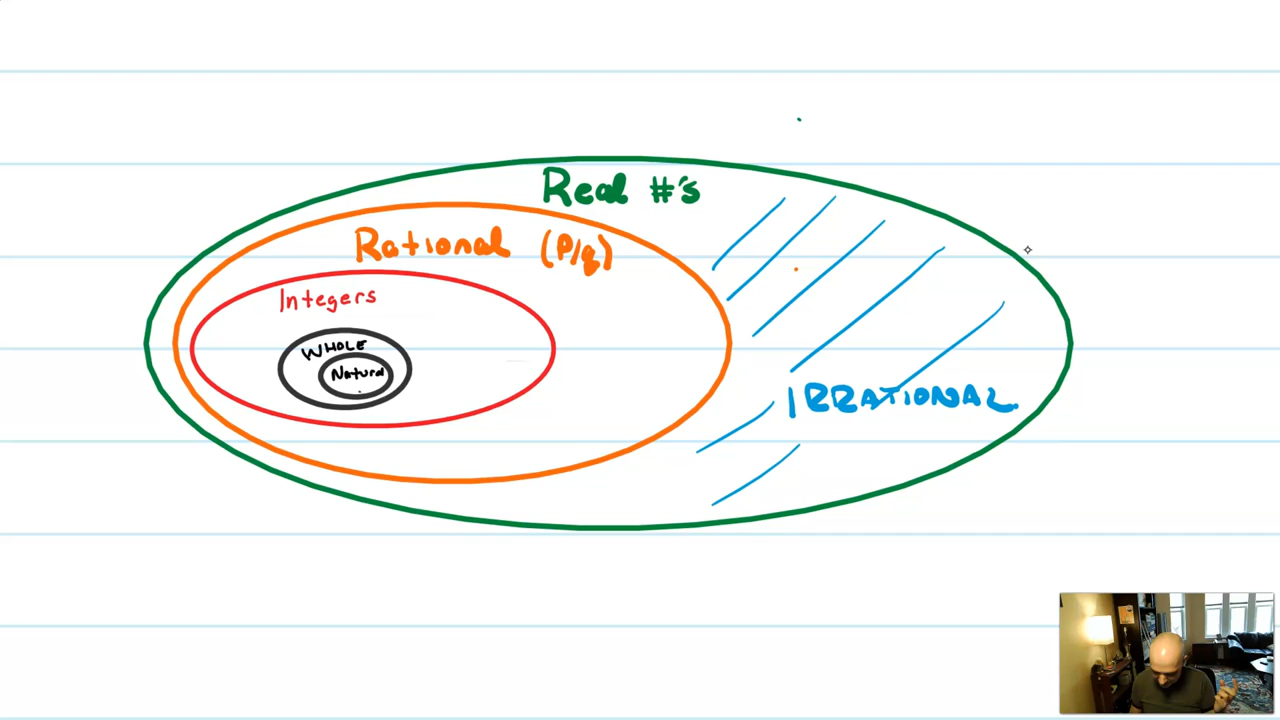 Real #'s
Rational (P/q)
Integers
WHOLE
Natural
IRRATIONAL